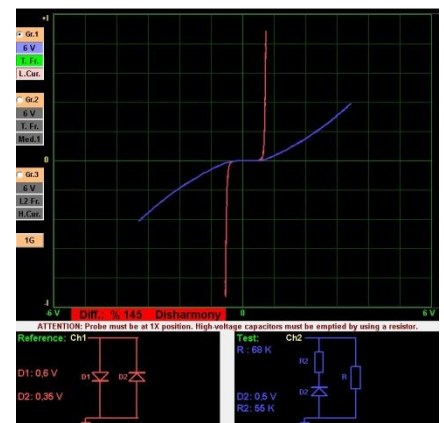 +I
Gr.1
6 V
T. Fr.
L.Cur.
Gr.2
6 V
T. Fr.
Med.1
0
Gr.3
6 V
L2 Fr.
H.Cur.
1G
-I
-6 V
Diff.: % 145 Disharmony
0
6 V
ATTENTION: Probe must be at 1X position. High-voltage capacitors must be emptied by using a resistor.
Reference: Ch1
D1: 0,6 V
D2: 0,35 V
D1
D2
Test: Ch2
R : 68 K
R2
D2
R
D2: 0,5 V
R2: 55 K